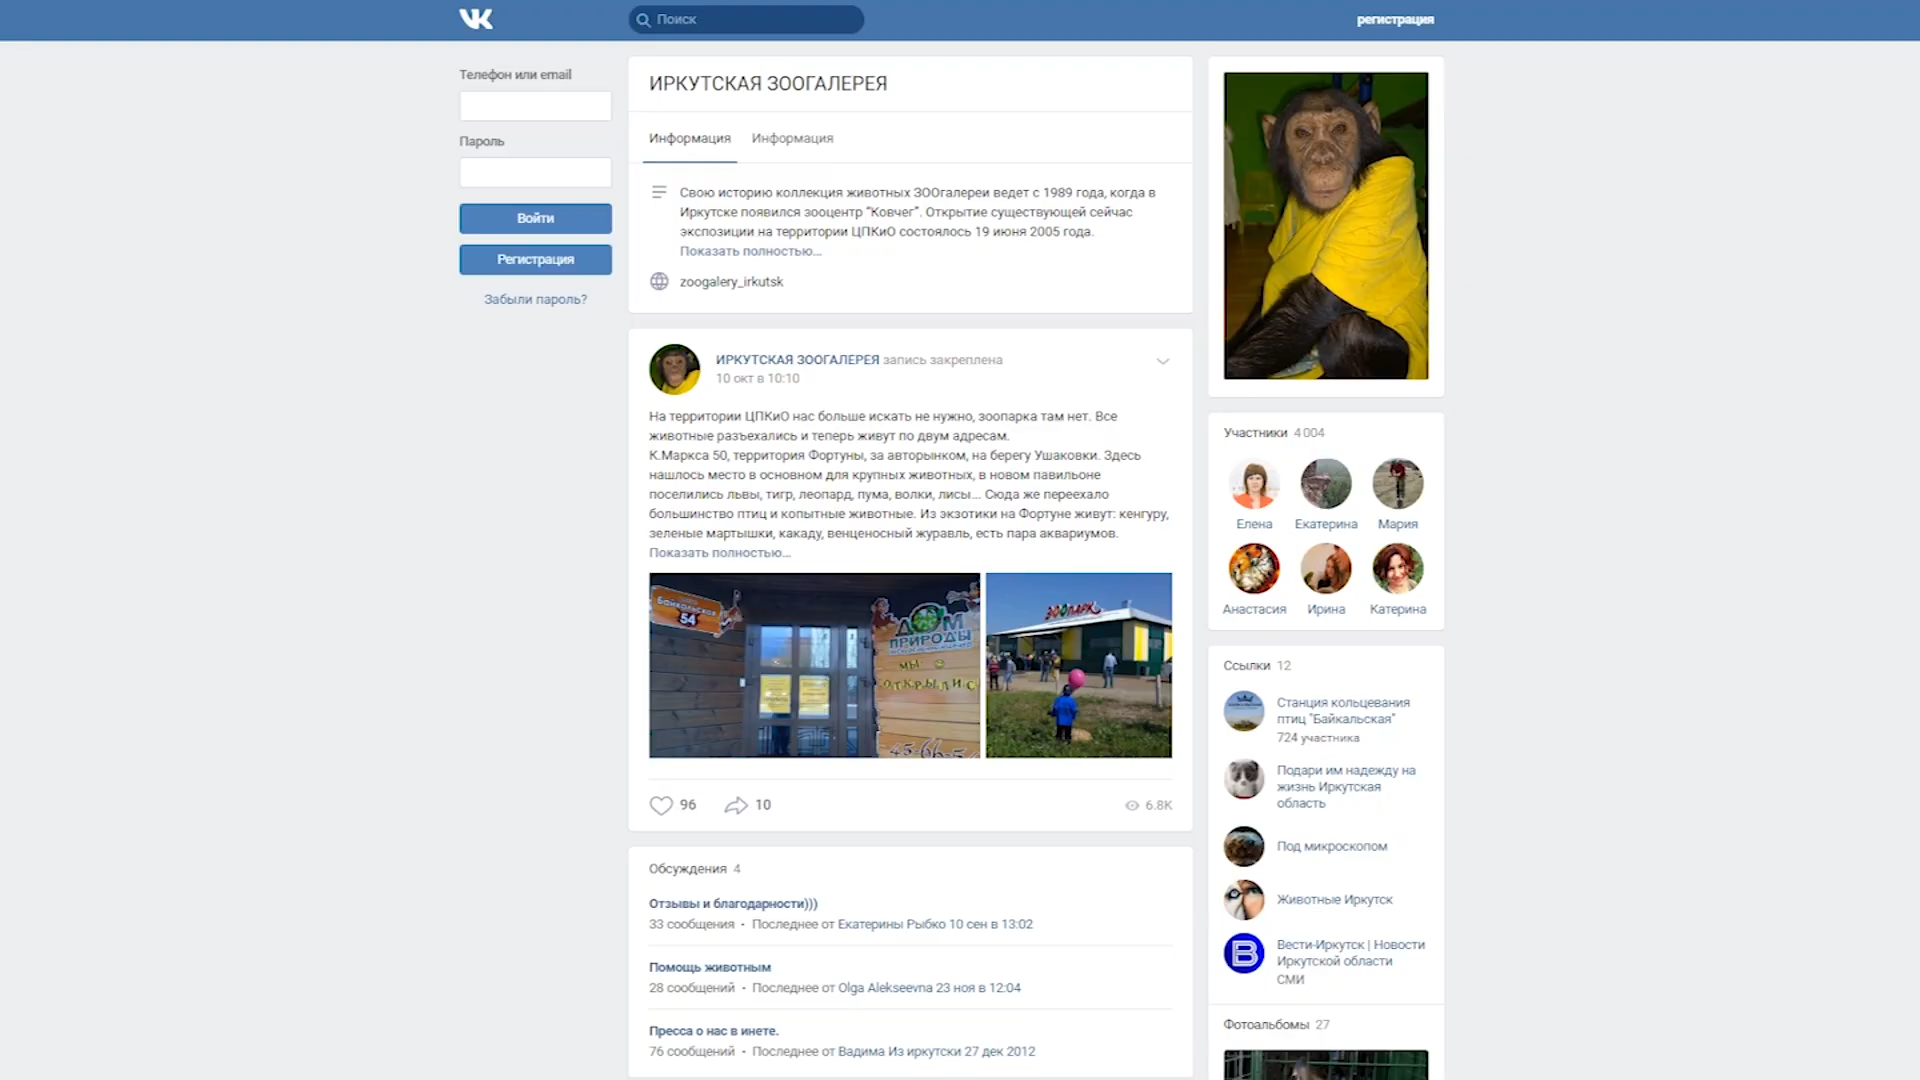 Поиск
регистрация
Телефон или email
Пароль
Войти
Регистрация
Забыли пароль?
ИРКУТСКАЯ ЗООГАЛЕРЕЯ
Информация Информация
Свою историю коллекция животных ЗООгалереи ведет с 1989 года, когда в
Иркутске появился зооцентр "Ковчег". Открытие существующей сейчас
экспозиции на территории ЦПКиО состоялось 19 июня 2005 года.
Показать полностью...
zoogalery_irkutsk
ИРКУТСКАЯ ЗООГАЛЕРЕЯ запись закреплена
10 окт в 10:10
На территории ЦПКиО нас больше искать не нужно, зоопарка там нет. Все
животные разъехались и теперь живут по двум адресам.
К.Маркса 50, территория Фортуны, за авторынком, на берегу Ушаковки. Здесь
нашлось место в основном для крупных животных, в новом павильоне
поселились львы, тигр, леопард, пума, волки, лисы... Сюда же переехало
большинство птиц и копытные животные. Из экзотики на Фортуне живут: кенгуру,
зеленые мартышки, какаду, венценосный журавль, есть пара аквариумов.
Показать полностью...
Байкальская
54
ДОМ
ПРИРОДЫ
МЫ
ОТКРЫЛИС
45-66-5
ЗООПАРК
96 10 6.8K
Обсуждения 4
Отзывы и благодарности)))
33 сообщения · Последнее от Екатерины Рыбко 10 сен в 13:02
Помощь животным
28 сообщений · Последнее от Olga Alekseevna 23 ноя в 12:04
Пресса о нас в инете.
76 сообщений · Последнее от Вадима Из иркутски 27 дек 2012
Участники 4 004
Елена Екатерина Мария
Анастасия Ирина Катерина
Ссылки 12
Станция кольцевания
птиц "Байкальская"
724 участника
Подари им надежду на
жизнь Иркутская
область
Под микроскопом
Животные Иркутск
В
Вести-Иркутск | Новости
Иркутской области
СМИ
Фотоальбомы 27